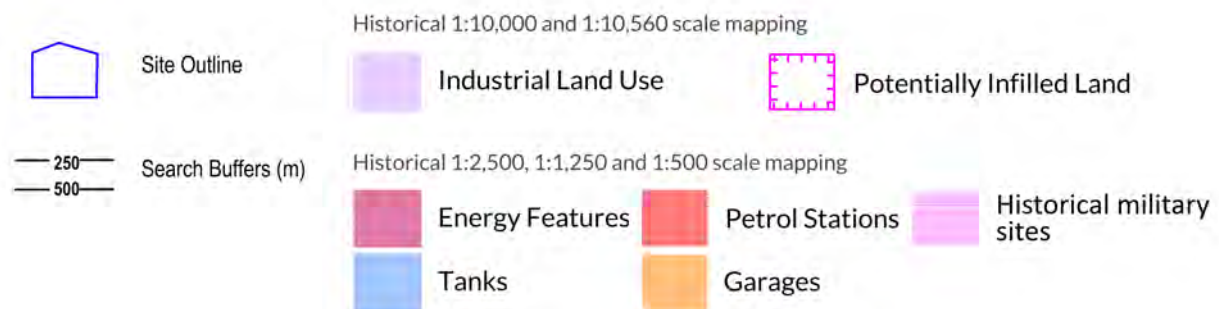 Historical 1:10,000 and 1:10,560 scale mapping
Site Outline
Industrial Land Use
Potentially Infilled Land
250
500
Search Buffers (m)
Historical 1:2,500, 1:1,250 and 1:500 scale mapping
Energy Features
Petrol Stations
Historical military
sites
Tanks
Garages